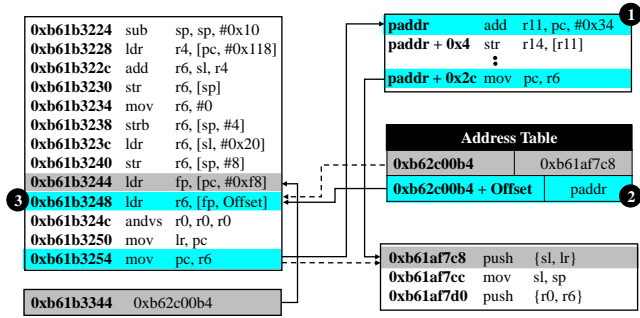 0xb61b3224 sub sp, sp, #0x10
0xb61b3228 ldr r4, [pc, #0x118]
0xb61b322c add r6, sl, r4
0xb61b3230 str r6, [sp]
0xb61b3234 mov r6, #0
0xb61b3238 strb r6, [sp, #4]
0xb61b323c ldr r6, [sl, #0x20]
0xb61b3240 str r6, [sp, #8]
0xb61b3244 ldr fp, [pc, #0xf8]
3 0xb61b3248 ldr r6, [fp, Offset]
0xb61b324c andvs r0, r0, r0
0xb61b3250 mov lr, pc
0xb61b3254 mov pc, r6
0xb61b3344 0xb62c00b4
1
paddr add r11, pc, #0x34
paddr + 0x4 str r14, [r11]
paddr + 0x2c mov pc, r6
Address Table
0xb62c00b4 0xb61af7c8
0xb62c00b4 + Offset paddr
2
0xb61af7c8 push {sl, lr}
0xb61af7cc mov sl, sp
0xb61af7d0 push {r0, r6}